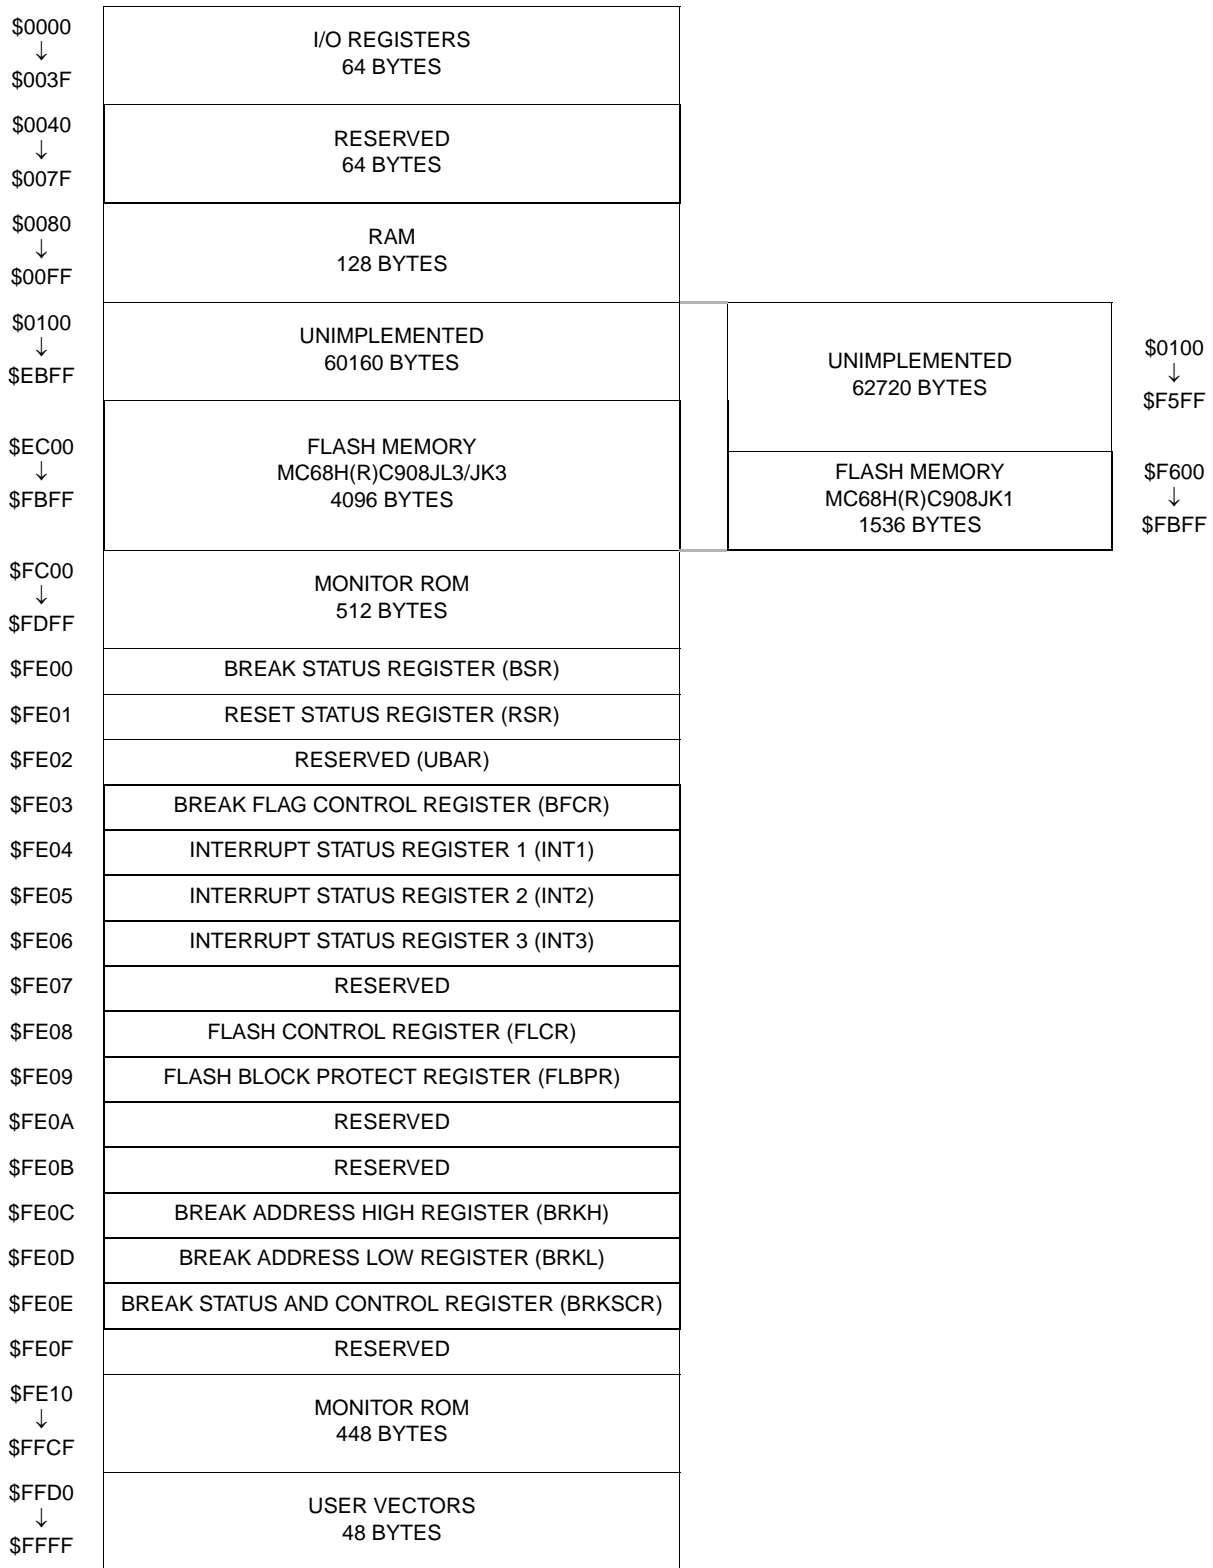 $0000
↓
$003F
I/O REGISTERS
64 BYTES
$0040
↓
$007F
RESERVED
64 BYTES
$0080
↓
$00FF
RAM
128 BYTES
$0100
↓
$EBFF
UNIMPLEMENTED
60160 BYTES
UNIMPLEMENTED
62720 BYTES
$0100
↓
$F5FF
$EC00
↓
$FBFF
FLASH MEMORY
MC68H(R)C908JL3/JK3
4096 BYTES
FLASH MEMORY
MC68H(R)C908JK1
1536 BYTES
$F600
↓
$FBFF
$FC00
↓
$FDFF
MONITOR ROM
512 BYTES
$FE00 BREAK STATUS REGISTER (BSR)
$FE01 RESET STATUS REGISTER (RSR)
$FE02 RESERVED (UBAR)
$FE03 BREAK FLAG CONTROL REGISTER (BFCR)
$FE04 INTERRUPT STATUS REGISTER 1 (INT1)
$FE05 INTERRUPT STATUS REGISTER 2 (INT2)
$FE06 INTERRUPT STATUS REGISTER 3 (INT3)
$FE07 RESERVED
$FE08 FLASH CONTROL REGISTER (FLCR)
$FE09 FLASH BLOCK PROTECT REGISTER (FLBPR)
$FE0A RESERVED
$FE0B RESERVED
$FE0C BREAK ADDRESS HIGH REGISTER (BRKH)
$FE0D BREAK ADDRESS LOW REGISTER (BRKL)
$FE0E BREAK STATUS AND CONTROL REGISTER (BRKSCR)
$FE0F RESERVED
$FE10
↓
$FFCF
MONITOR ROM
448 BYTES
$FFD0
↓
$FFFF
USER VECTORS
48 BYTES